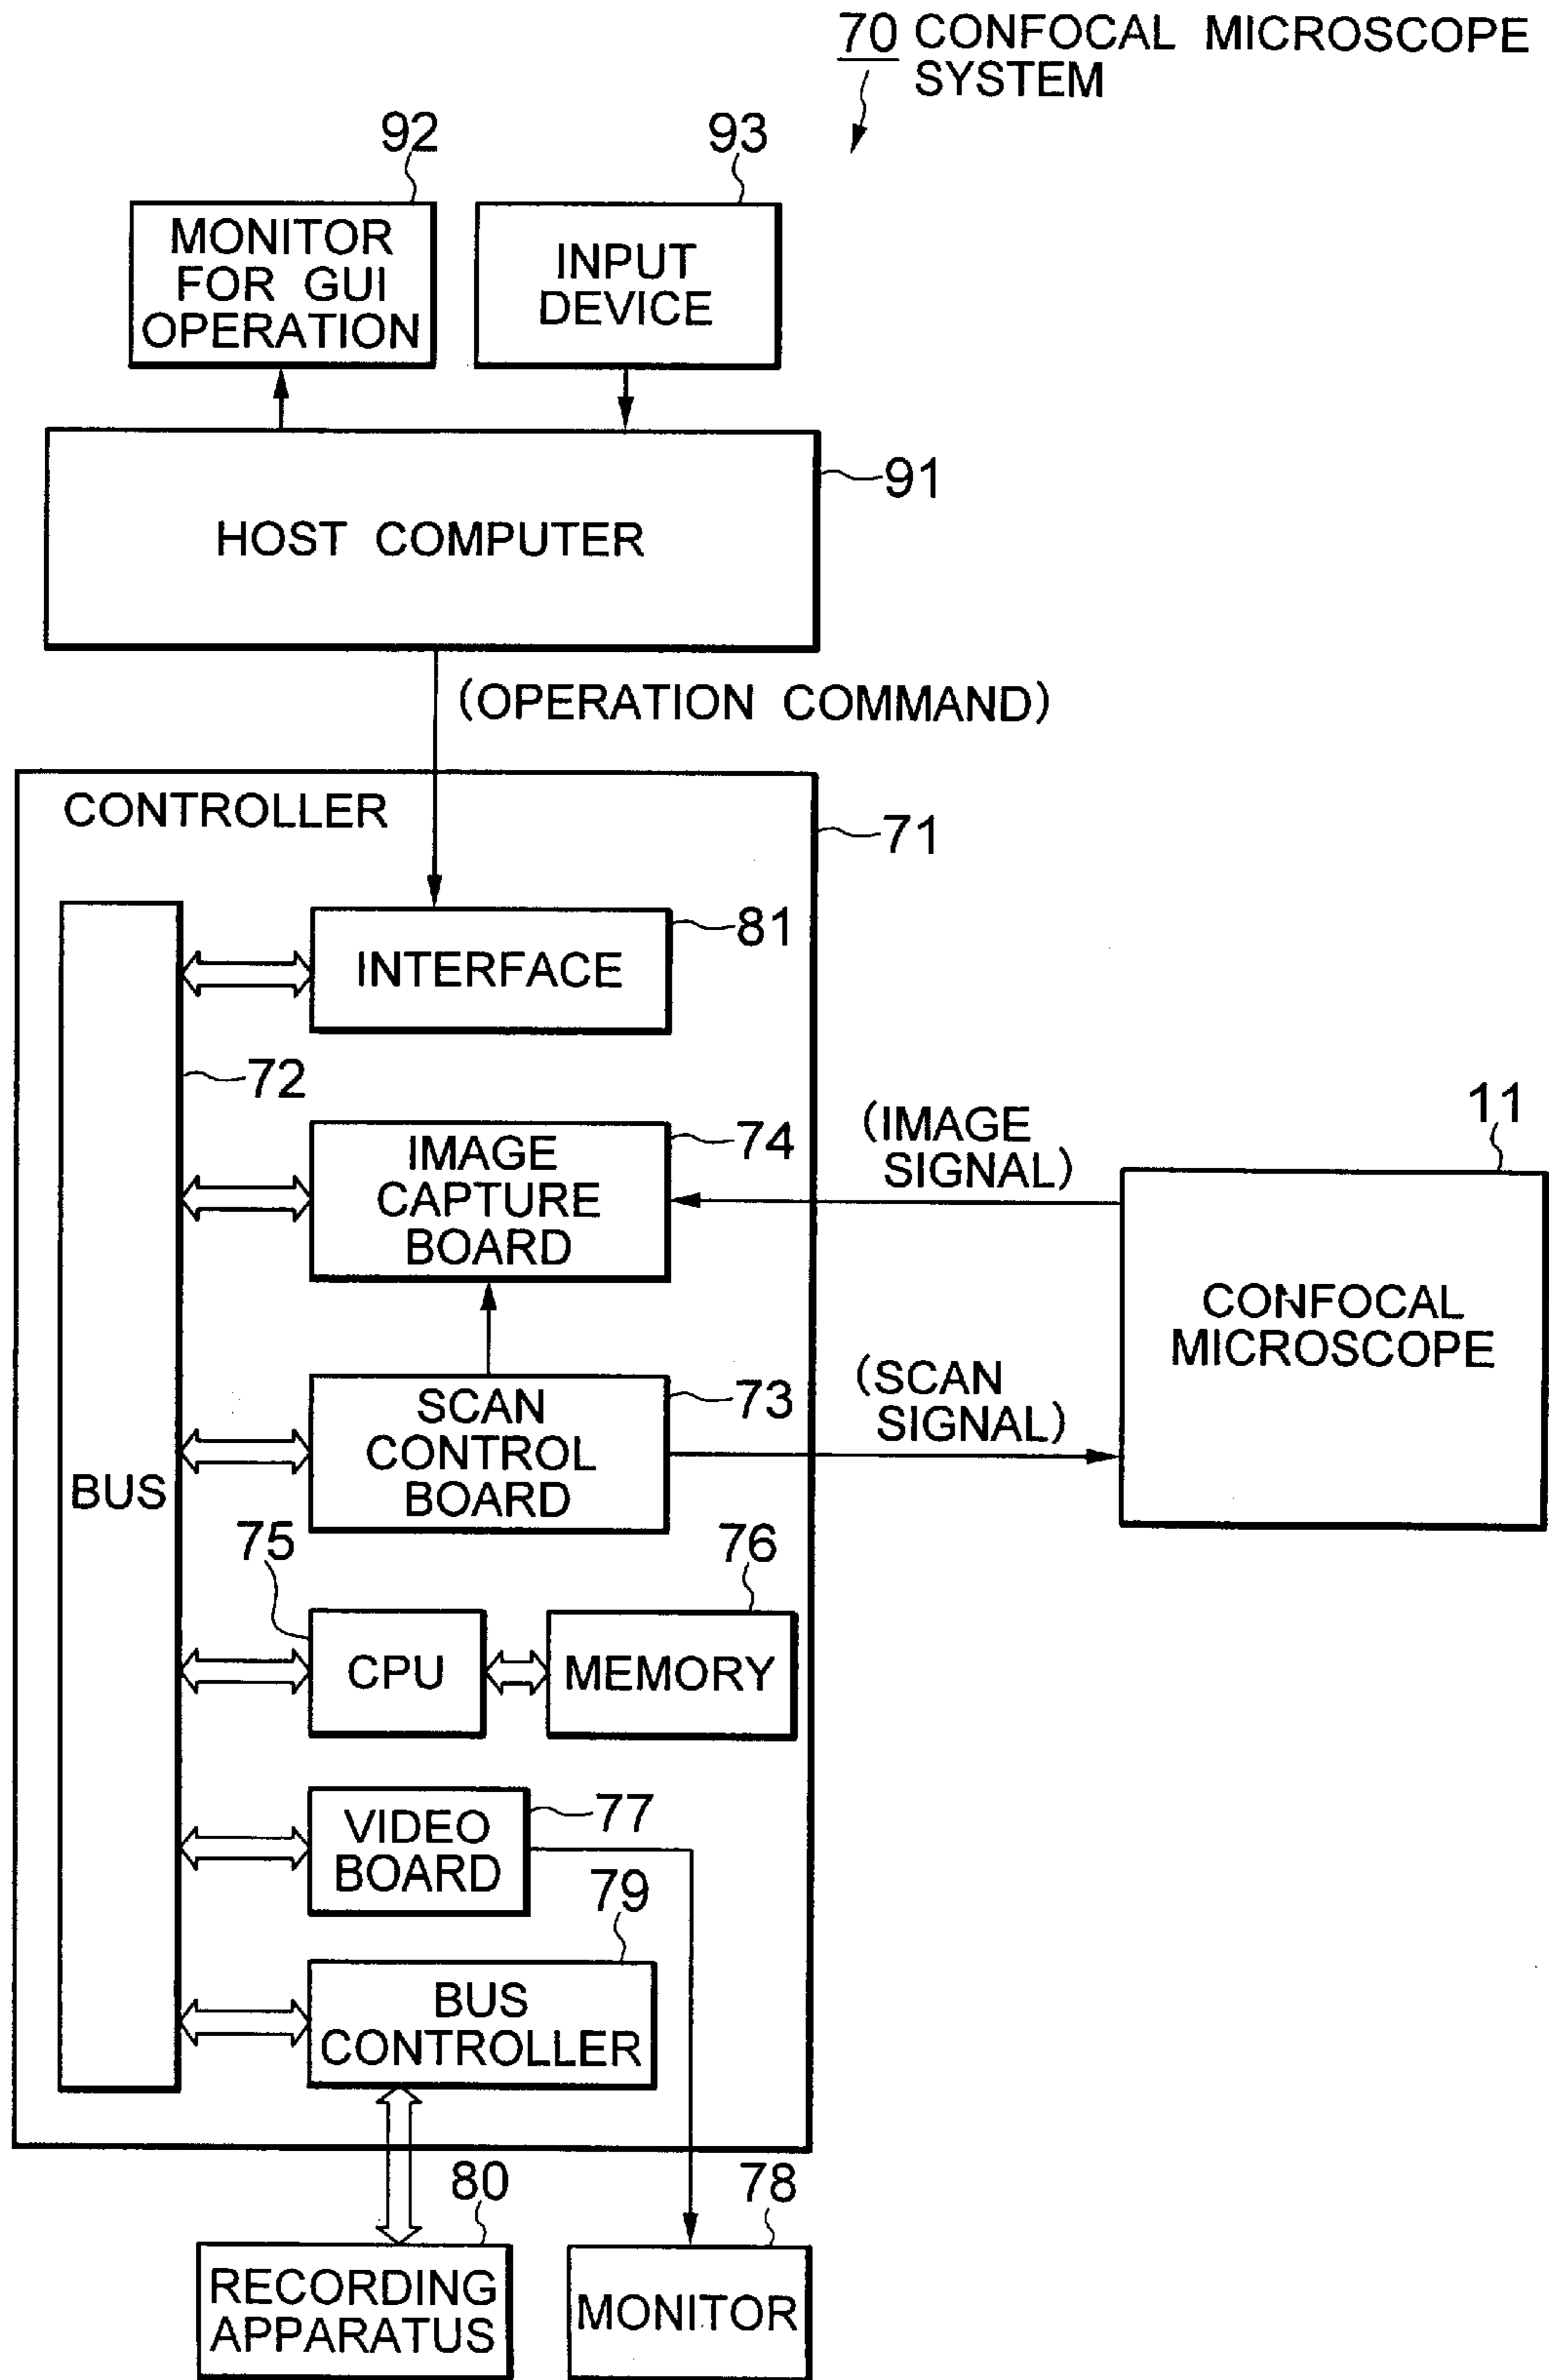 70 CONFOCAL MICROSCOPE
SYSTEM
92
93
MONITOR
FOR GUI
OPERATION
INPUT
DEVICE
91
HOST COMPUTER
(OPERATION COMMAND)
CONTROLLER
71
81
INTERFACE
72
74
IMAGE
CAPTURE
BOARD
(IMAGE
SIGNAL)
11
CONFOCAL
MICROSCOPE
73
SCAN
CONTROL
BOARD
(SCAN
SIGNAL)
BUS
75
76
CPU
MEMORY
77
VIDEO
BOARD
79
BUS
CONTROLLER
80
78
RECORDING
APPARATUS
MONITOR